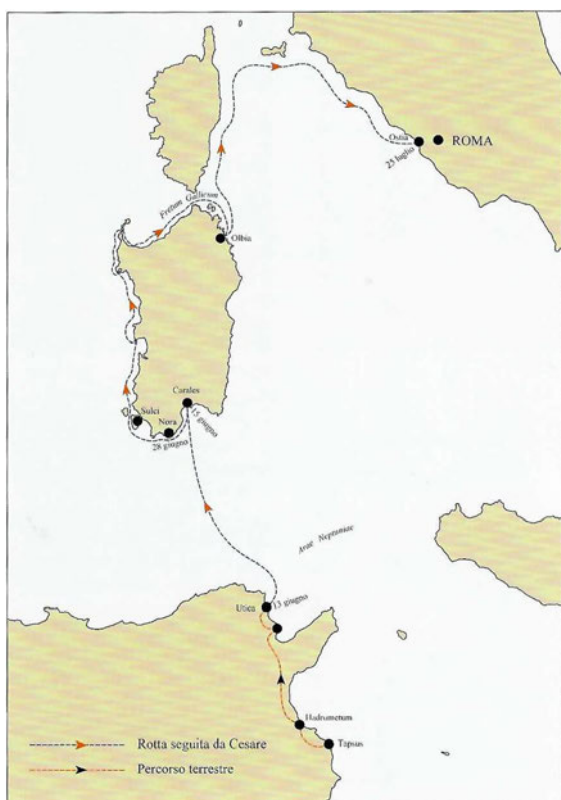 Ostia
ROMA
25 luglio
Fretum Gallicum
Olbia
Carales
Sulci
Nora
15 giugno
28 giugno
Arae Neptuniae
Utica
13 giugno
Hadrumetum
Tapsus
Rotta seguita da Cesare
Percorso terrestre